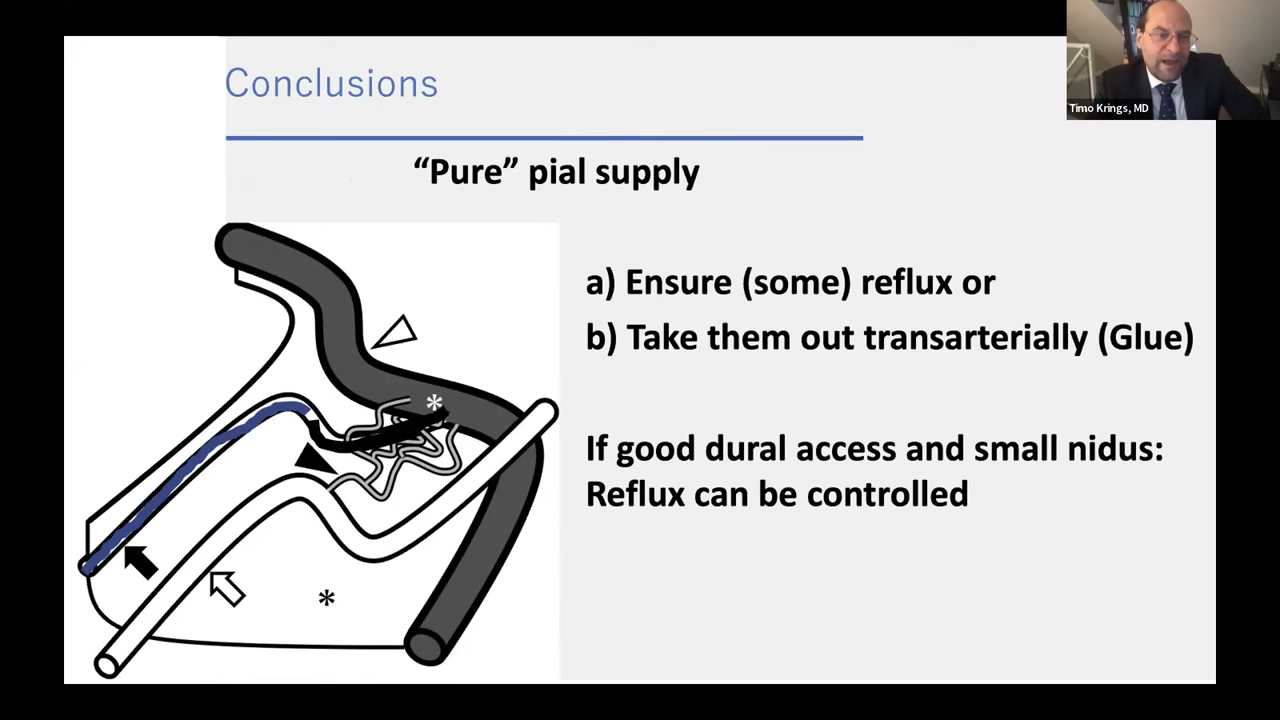 Conclusions
Timo Krings, MD
“Pure” pial supply
a) Ensure (some) reflux or
b) Take them out transarterially (Glue)
If good dural access and small nidus:
Reflux can be controlled
*
*